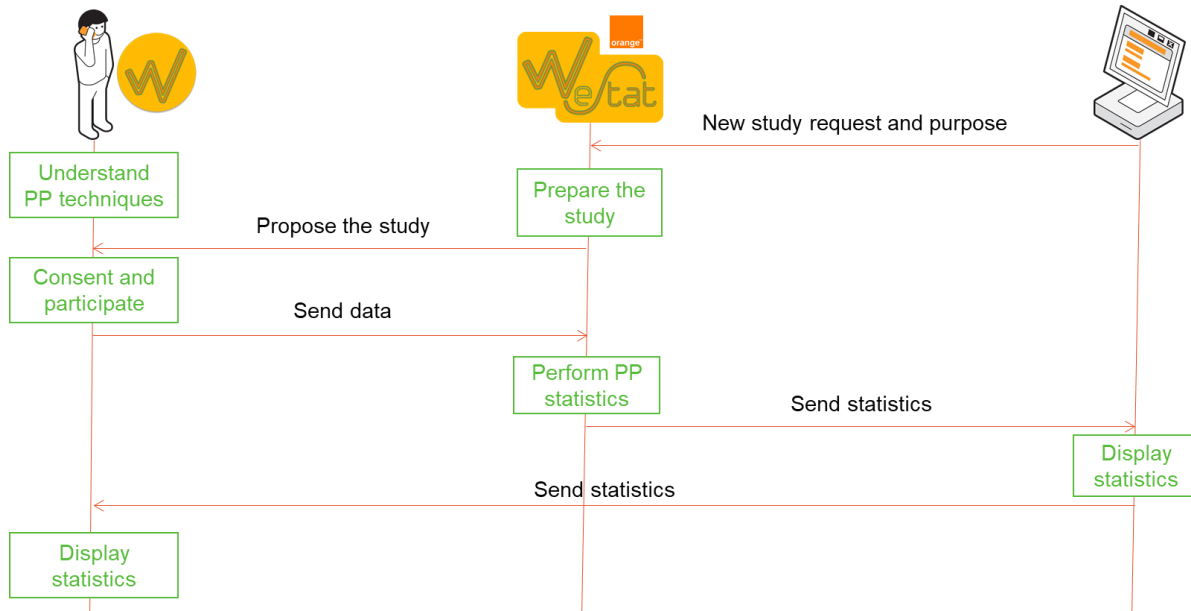 W
orange
Westat
New study request and purpose
Understand
PP techniques
Prepare the
study
Propose the study
Consent and
participate
Send data
Perform PP
statistics
Send statistics
Display
statistics
Send statistics
Display
statistics